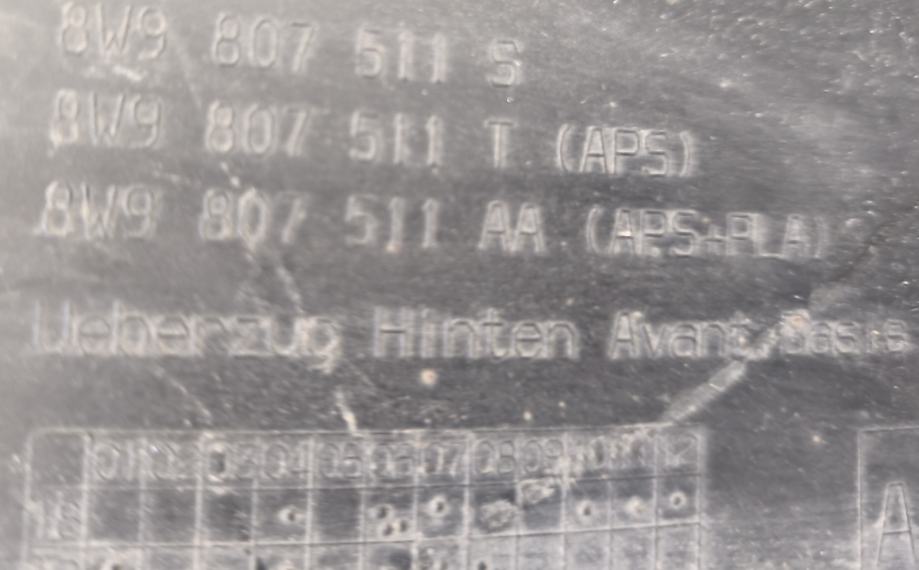 8W9 807 511 S
8W9 807 511 T (APS)
8W9 807 511 AA (APS+PLA)
Ueberzug Hinten Avant/Basis
01 02 03 04 05 06 07 08 09 10 11 12
16
A